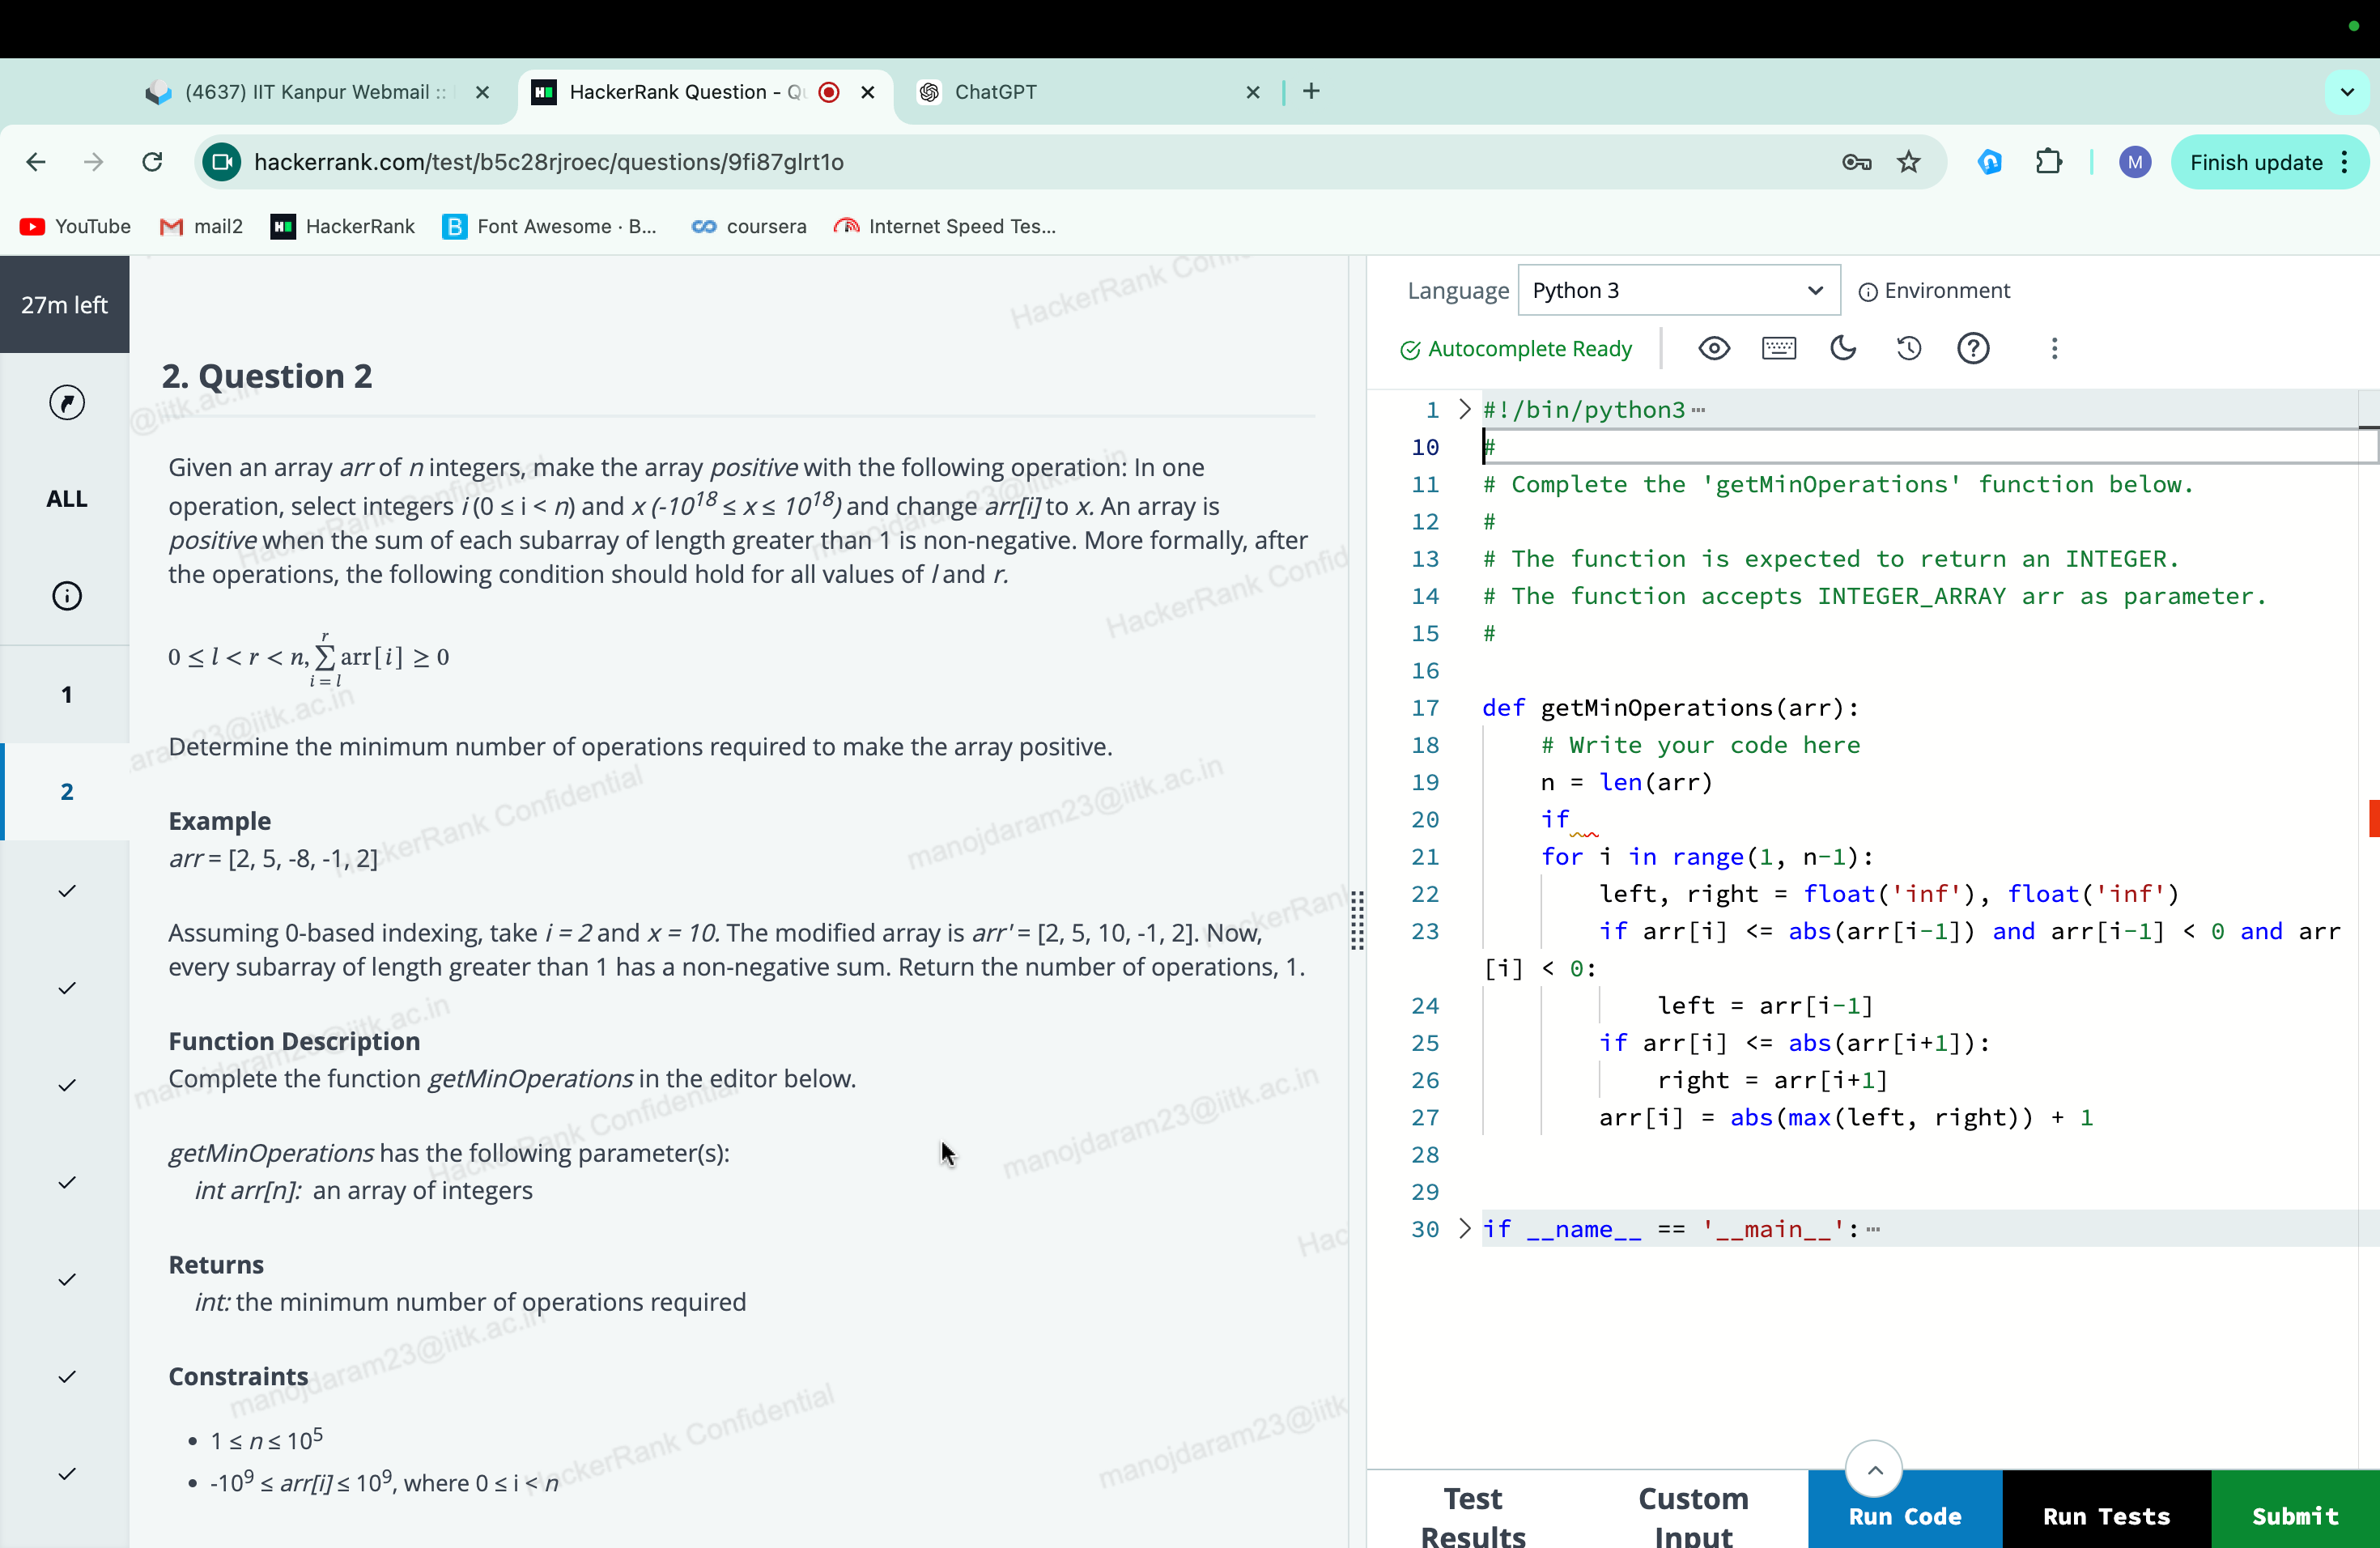 (4637) IIT Kanpur Webmail ::
HackerRank Question - Qu
ChatGPT
hackerrank.com/test/b5c28rjroec/questions/9fi87glrt1o
M
Finish update
YouTube
mail2
HackerRank
Font Awesome · B...
coursera
Internet Speed Tes...
27m left
ALL
1
2
2. Question 2
Given an array arr of n integers, make the array positive with the following operation: In one
operation, select integers i (0 ≤ i < n) and x (-10^18 ≤ x ≤ 10^18) and change arr[i] to x. An array is
positive when the sum of each subarray of length greater than 1 is non-negative. More formally, after
the operations, the following condition should hold for all values of l and r.
0 ≤ l < r < n, ∑_{i = l}^{r} arr[i] ≥ 0
Determine the minimum number of operations required to make the array positive.
Example
arr = [2, 5, -8, -1, 2]
Assuming 0-based indexing, take i = 2 and x = 10. The modified array is arr' = [2, 5, 10, -1, 2]. Now,
every subarray of length greater than 1 has a non-negative sum. Return the number of operations, 1.
Function Description
Complete the function getMinOperations in the editor below.
getMinOperations has the following parameter(s):
int arr[n]: an array of integers
Returns
int: the minimum number of operations required
Constraints
• 1 ≤ n ≤ 10^5
• -10^9 ≤ arr[i] ≤ 10^9, where 0 ≤ i < n
HackerRank Confidential
manojdaram23@iitk.ac.in
Language
Python 3
Environment
Autocomplete Ready
1 #!/bin/python3
10 #
11 # Complete the 'getMinOperations' function below.
12 #
13 # The function is expected to return an INTEGER.
14 # The function accepts INTEGER_ARRAY arr as parameter.
15 #
16
17 def getMinOperations(arr):
18 # Write your code here
19 n = len(arr)
20 if
21 for i in range(1, n-1):
22 left, right = float('inf'), float('inf')
23 if arr[i] <= abs(arr[i-1]) and arr[i-1] < 0 and arr
[i] < 0:
24 left = arr[i-1]
25 if arr[i] <= abs(arr[i+1]):
26 right = arr[i+1]
27 arr[i] = abs(max(left, right)) + 1
28
29
30 if __name__ == '__main__':
Test
Results
Custom
Input
Run Code
Run Tests
Submit